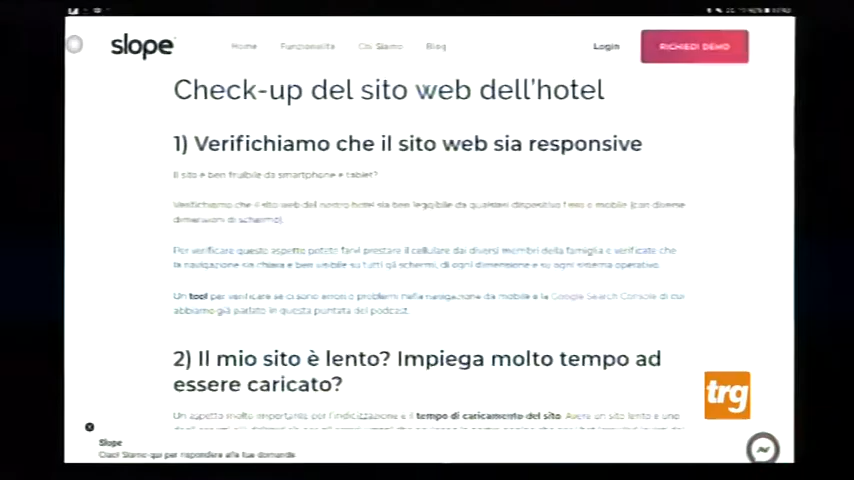 slope
Home Funzionalità Chi Siamo Blog Login RICHIEDI DEMO
Check-up del sito web dell'hotel
1) Verifichiamo che il sito web sia responsive
Il sito è ben fruibile da smartphone e tablet?
Verifichiamo che il sito web del nostro hotel sia ben leggibile da qualsiasi dispositivo fisso o mobile (con diverse
dimensioni di schermo).
Per verificare questo aspetto potete farvi prestare il cellulare dai diversi membri della famiglia e verificate che
la navigazione sia chiara e ben visibile su tutti gli schermi, di ogni dimensione e su ogni sistema operativo.
Un tool per verificare se ci sono errori o problemi nella navigazione da mobile è la Google Search Console di cui
abbiamo già parlato in questa puntata del podcast.
2) Il mio sito è lento? Impiega molto tempo ad
essere caricato?
Un aspetto molto importante per l'indicizzazione è il tempo di caricamento del sito. Avere un sito lento è uno
trg
Slope
Ciao! Siamo qui per rispondere alle tue domande